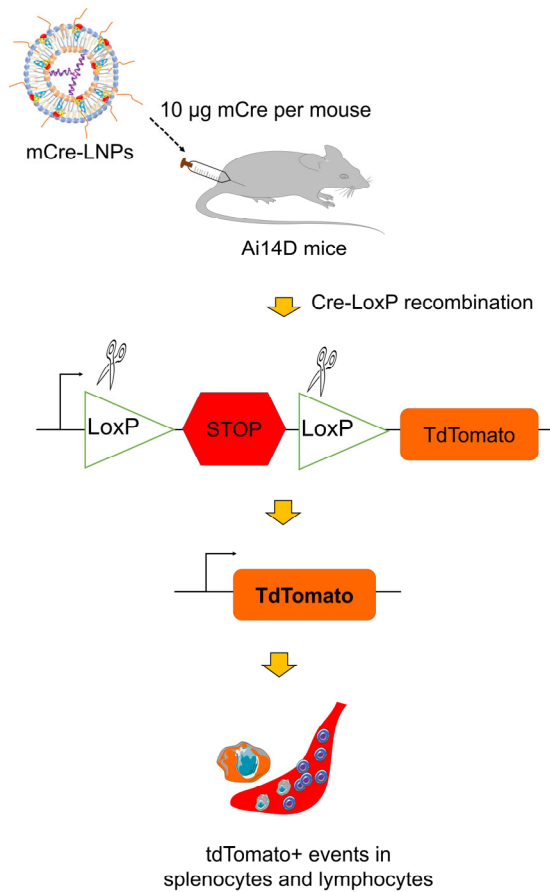 10 µg mCre per mouse
mCre-LNPs
Ai14D mice
Cre-LoxP recombination
LoxP
STOP
LoxP
TdTomato
TdTomato
tdTomato+ events in
splenocytes and lymphocytes